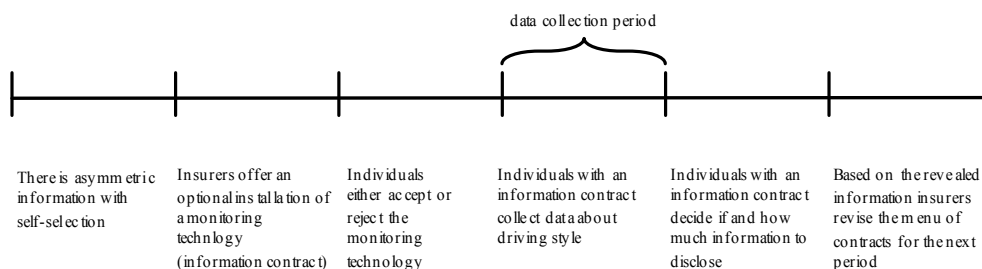 data collection period
There is asymmetric
information with
self-selection
Insurers offer an
optional installation of
a monitoring
technlogy
(information contract)
Individuals
either accept or
reject the
monitoring
technology
Individuals with an
information contract
collect data about
driving style
Individuals with an
information contract
decide if and how
much information to
disclose
Based on the revealed
information insurers
revise the menu of
contracts for the next
period